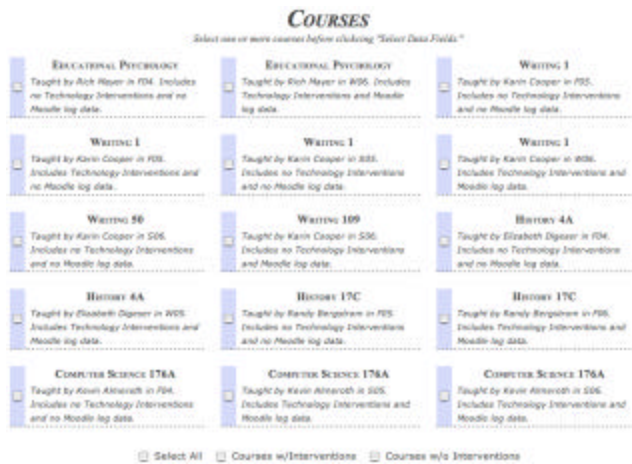 COURSES
Select one or more courses before clicking "Select Data Fields."
EDUCATIONAL PSYCHOLOGY
Taught by Rich Mayer in F04. Includes
no Technology Interventions and no
Moodle log data.
EDUCATIONAL PSYCHOLOGY
Taught by Rich Mayer in W06. Includes
Technology Interventions and Moodle
log data.
WRITING 1
Taught by Karin Cooper in F05.
Includes no Technology Interventions
and no Moodle log data.
WRITING 1
Taught by Karin Cooper in F05.
Includes Technology Interventions and
no Moodle log data.
WRITING 1
Taught by Karin Cooper in S05.
Includes no Technology Interventions
and no Moodle log data.
WRITING 1
Taught by Karin Cooper in W06.
Includes Technology Interventions and
Moodle log data.
WRITING 50
Taught by Karin Cooper in S06.
Includes no Technology Interventions
and no Moodle log data.
WRITING 109
Taught by Karin Cooper in S06.
Includes no Technology Interventions
and no Moodle log data.
HISTORY 4A
Taught by Elizabeth Digeser in F04.
Includes no Technology Interventions
and no Moodle log data.
HISTORY 4A
Taught by Elizabeth Digeser in W05.
Includes Technology Interventions and
Moodle log data.
HISTORY 17C
Taught by Randy Bergstrom in F05.
Includes no Technology Interventions
and no Moodle log data.
HISTORY 17C
Taught by Randy Bergstrom in F06.
Includes Technology Interventions and
Moodle log data.
COMPUTER SCIENCE 176A
Taught by Kevin Almeroth in F04.
Includes no Technology Interventions
and no Moodle log data.
COMPUTER SCIENCE 176A
Taught by Kevin Almeroth in S05.
Includes Technology Interventions and
Moodle log data.
COMPUTER SCIENCE 176A
Taught by Kevin Almeroth in S06.
Includes Technology Interventions and
Moodle log data.
Select All Courses w/Interventions Courses w/o Interventions